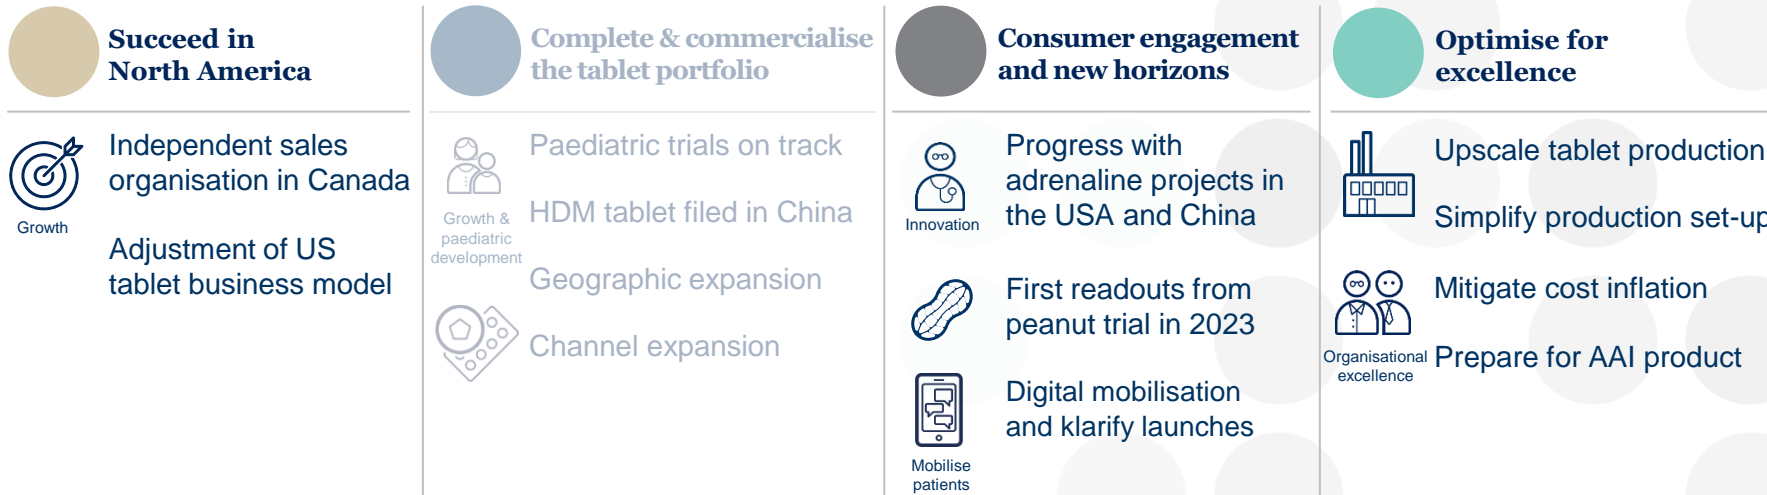 Succeed in
North America
Growth
Independent sales
organisation in Canada
Adjustment of US
tablet business model
Complete & commercialise
the tablet portfolio
Growth &
paediatric
development
Paediatric trials on track
HDM tablet filed in China
Geographic expansion
Channel expansion
Consumer engagement
and new horizons
Innovation
Progress with
adrenaline projects in
the USA and China
First readouts from
peanut trial in 2023
Mobilise
patients
Digital mobilisation
and klarify launches
Optimise for
excellence
Upscale tablet production
Simplify production set-up
Organisational
excellence
Mitigate cost inflation
Prepare for AAI product